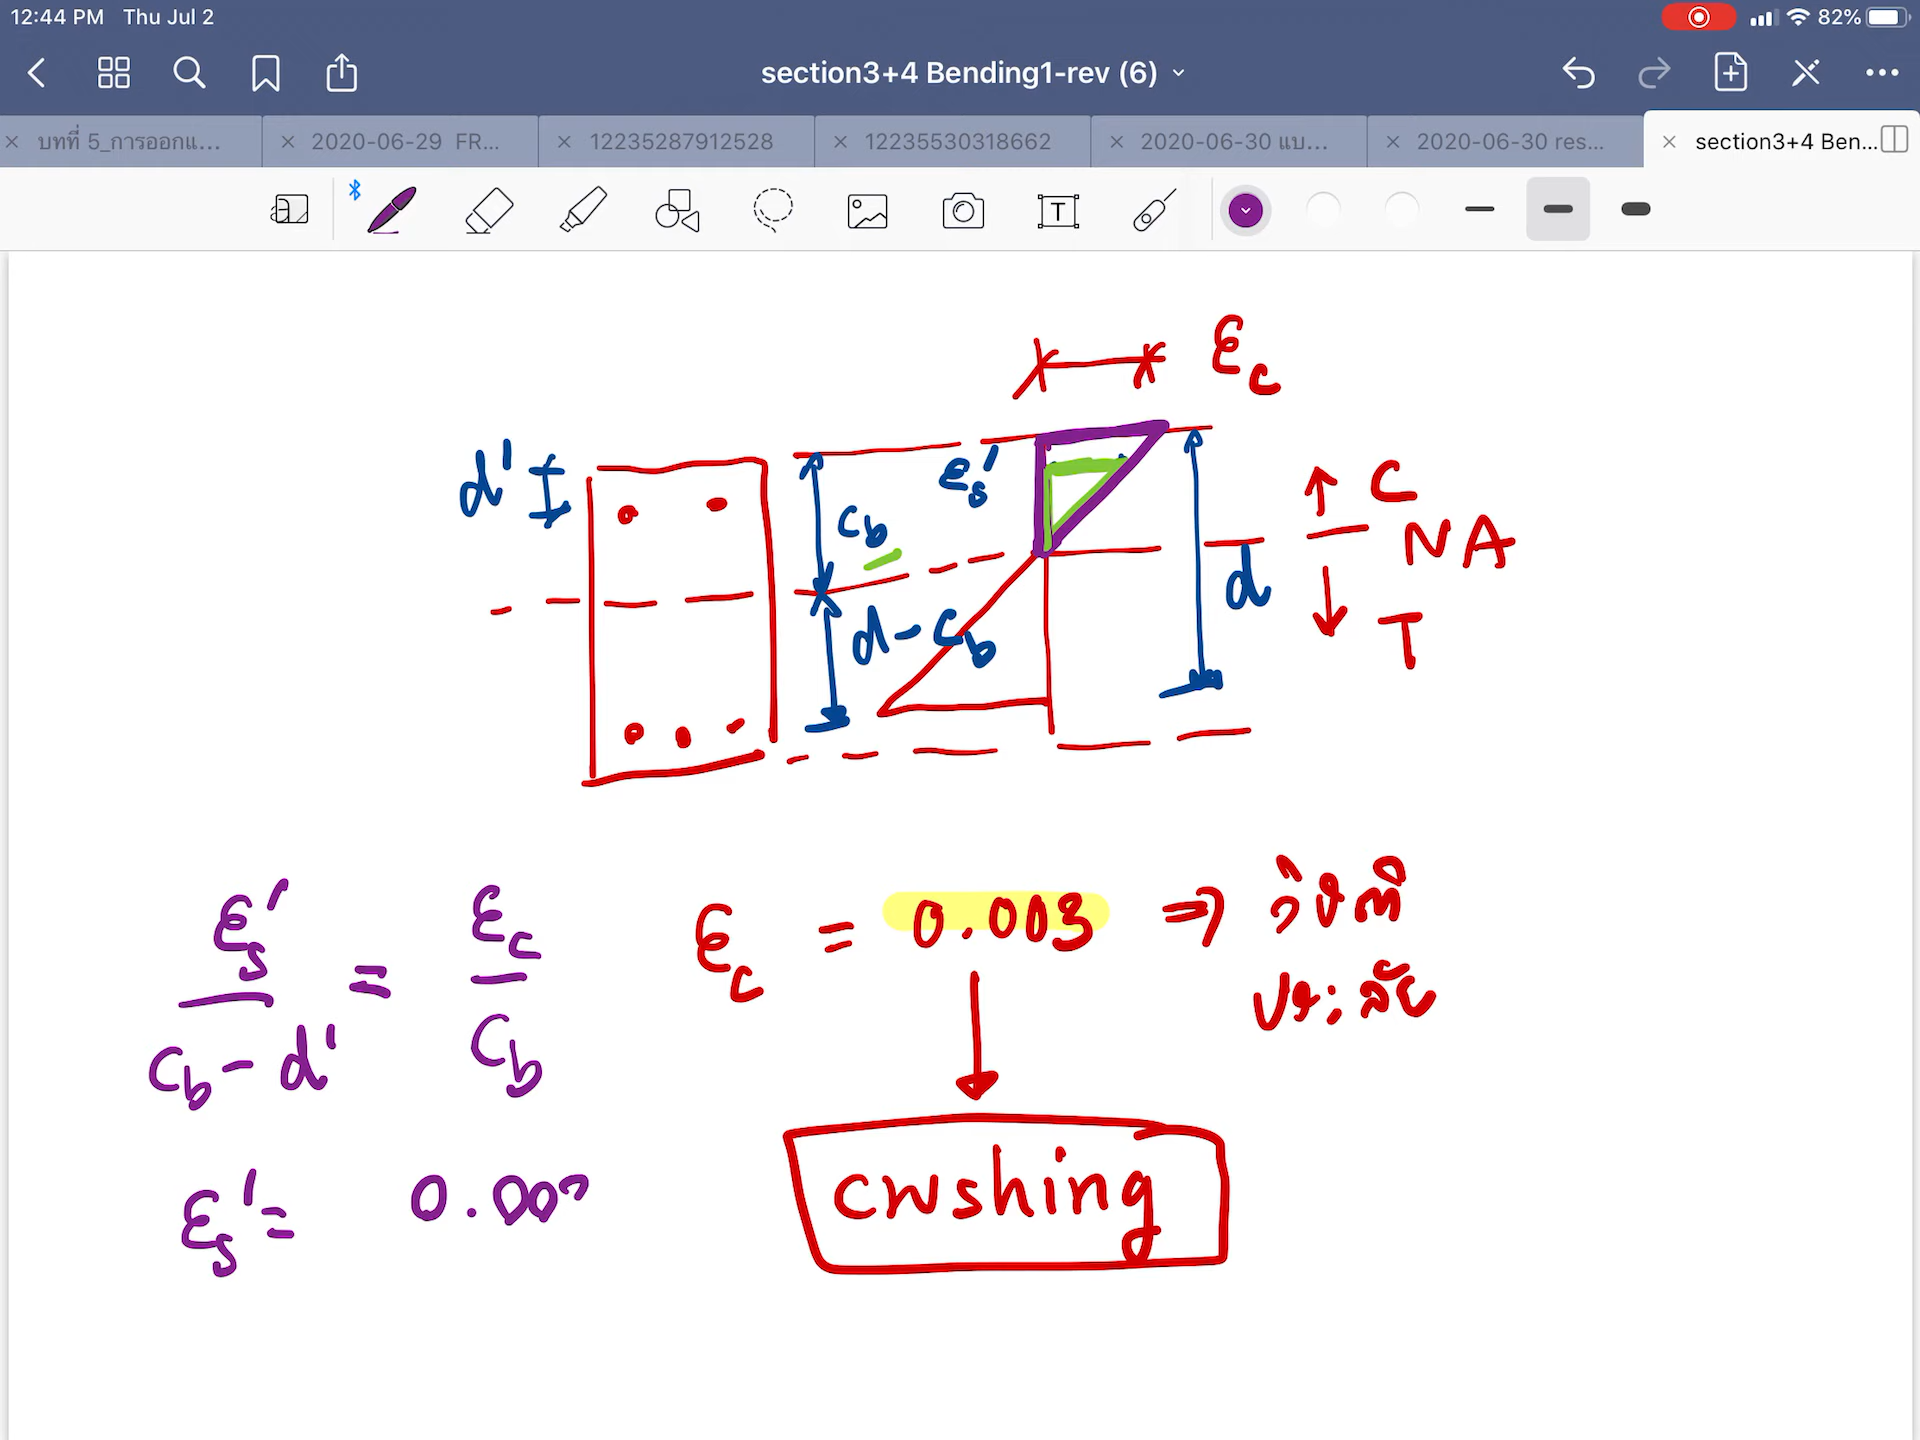 12:44 PM Thu Jul 2
82%
section3+4 Bending1-rev (6)
บทที่ 5_การออกแ...
2020-06-29 FR...
12235287912528
12235530318662
2020-06-30 แบ...
2020-06-30 res...
section3+4 Ben...
a
T
εc
d'
εs'
cb
C
NA
d
d-cb
T
εs' / cb-d' = εc / cb
εc = 0.003 ⇒ วิบัติ
ประลัย
crushing
εs' = 0.00